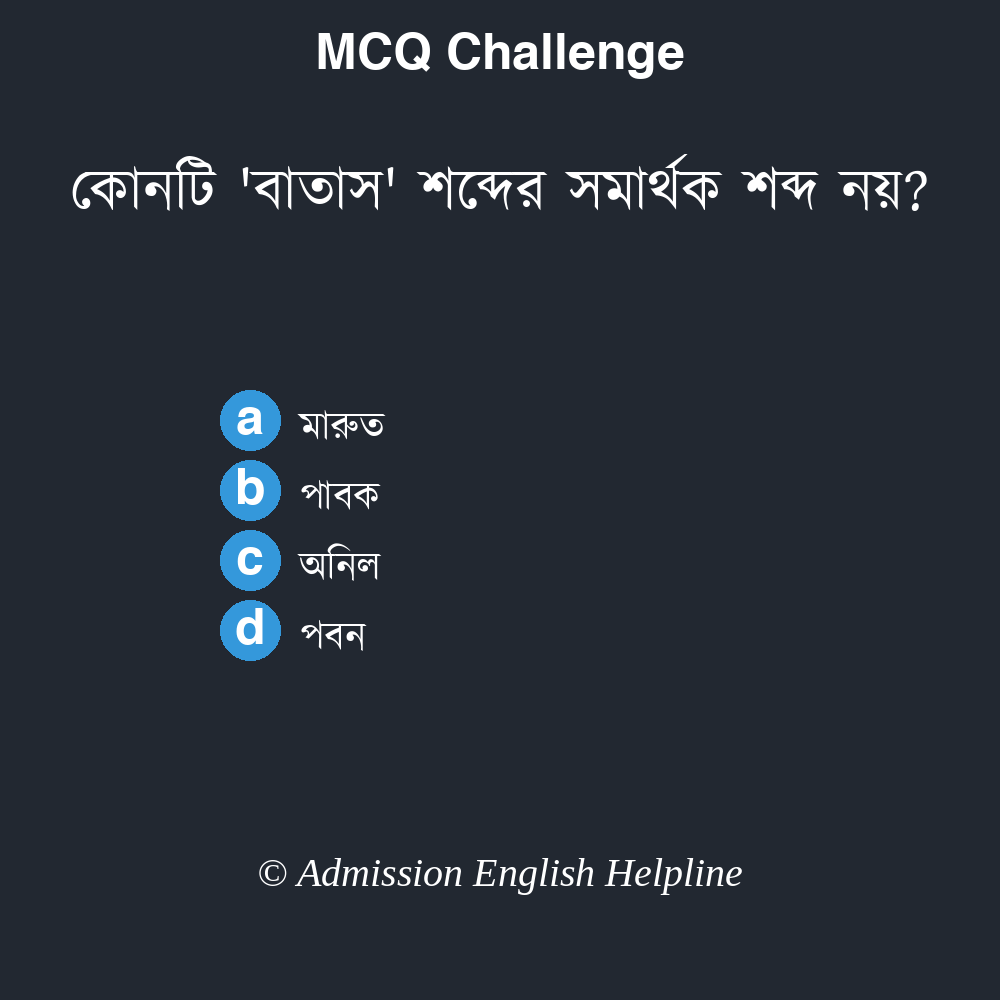 MCQ Challenge
কোনটি 'বাতাস' শব্দের সমার্থক শব্দ নয়?
a মারুত
b পাবক
c অনিল
d পবন
© Admission English Helpline